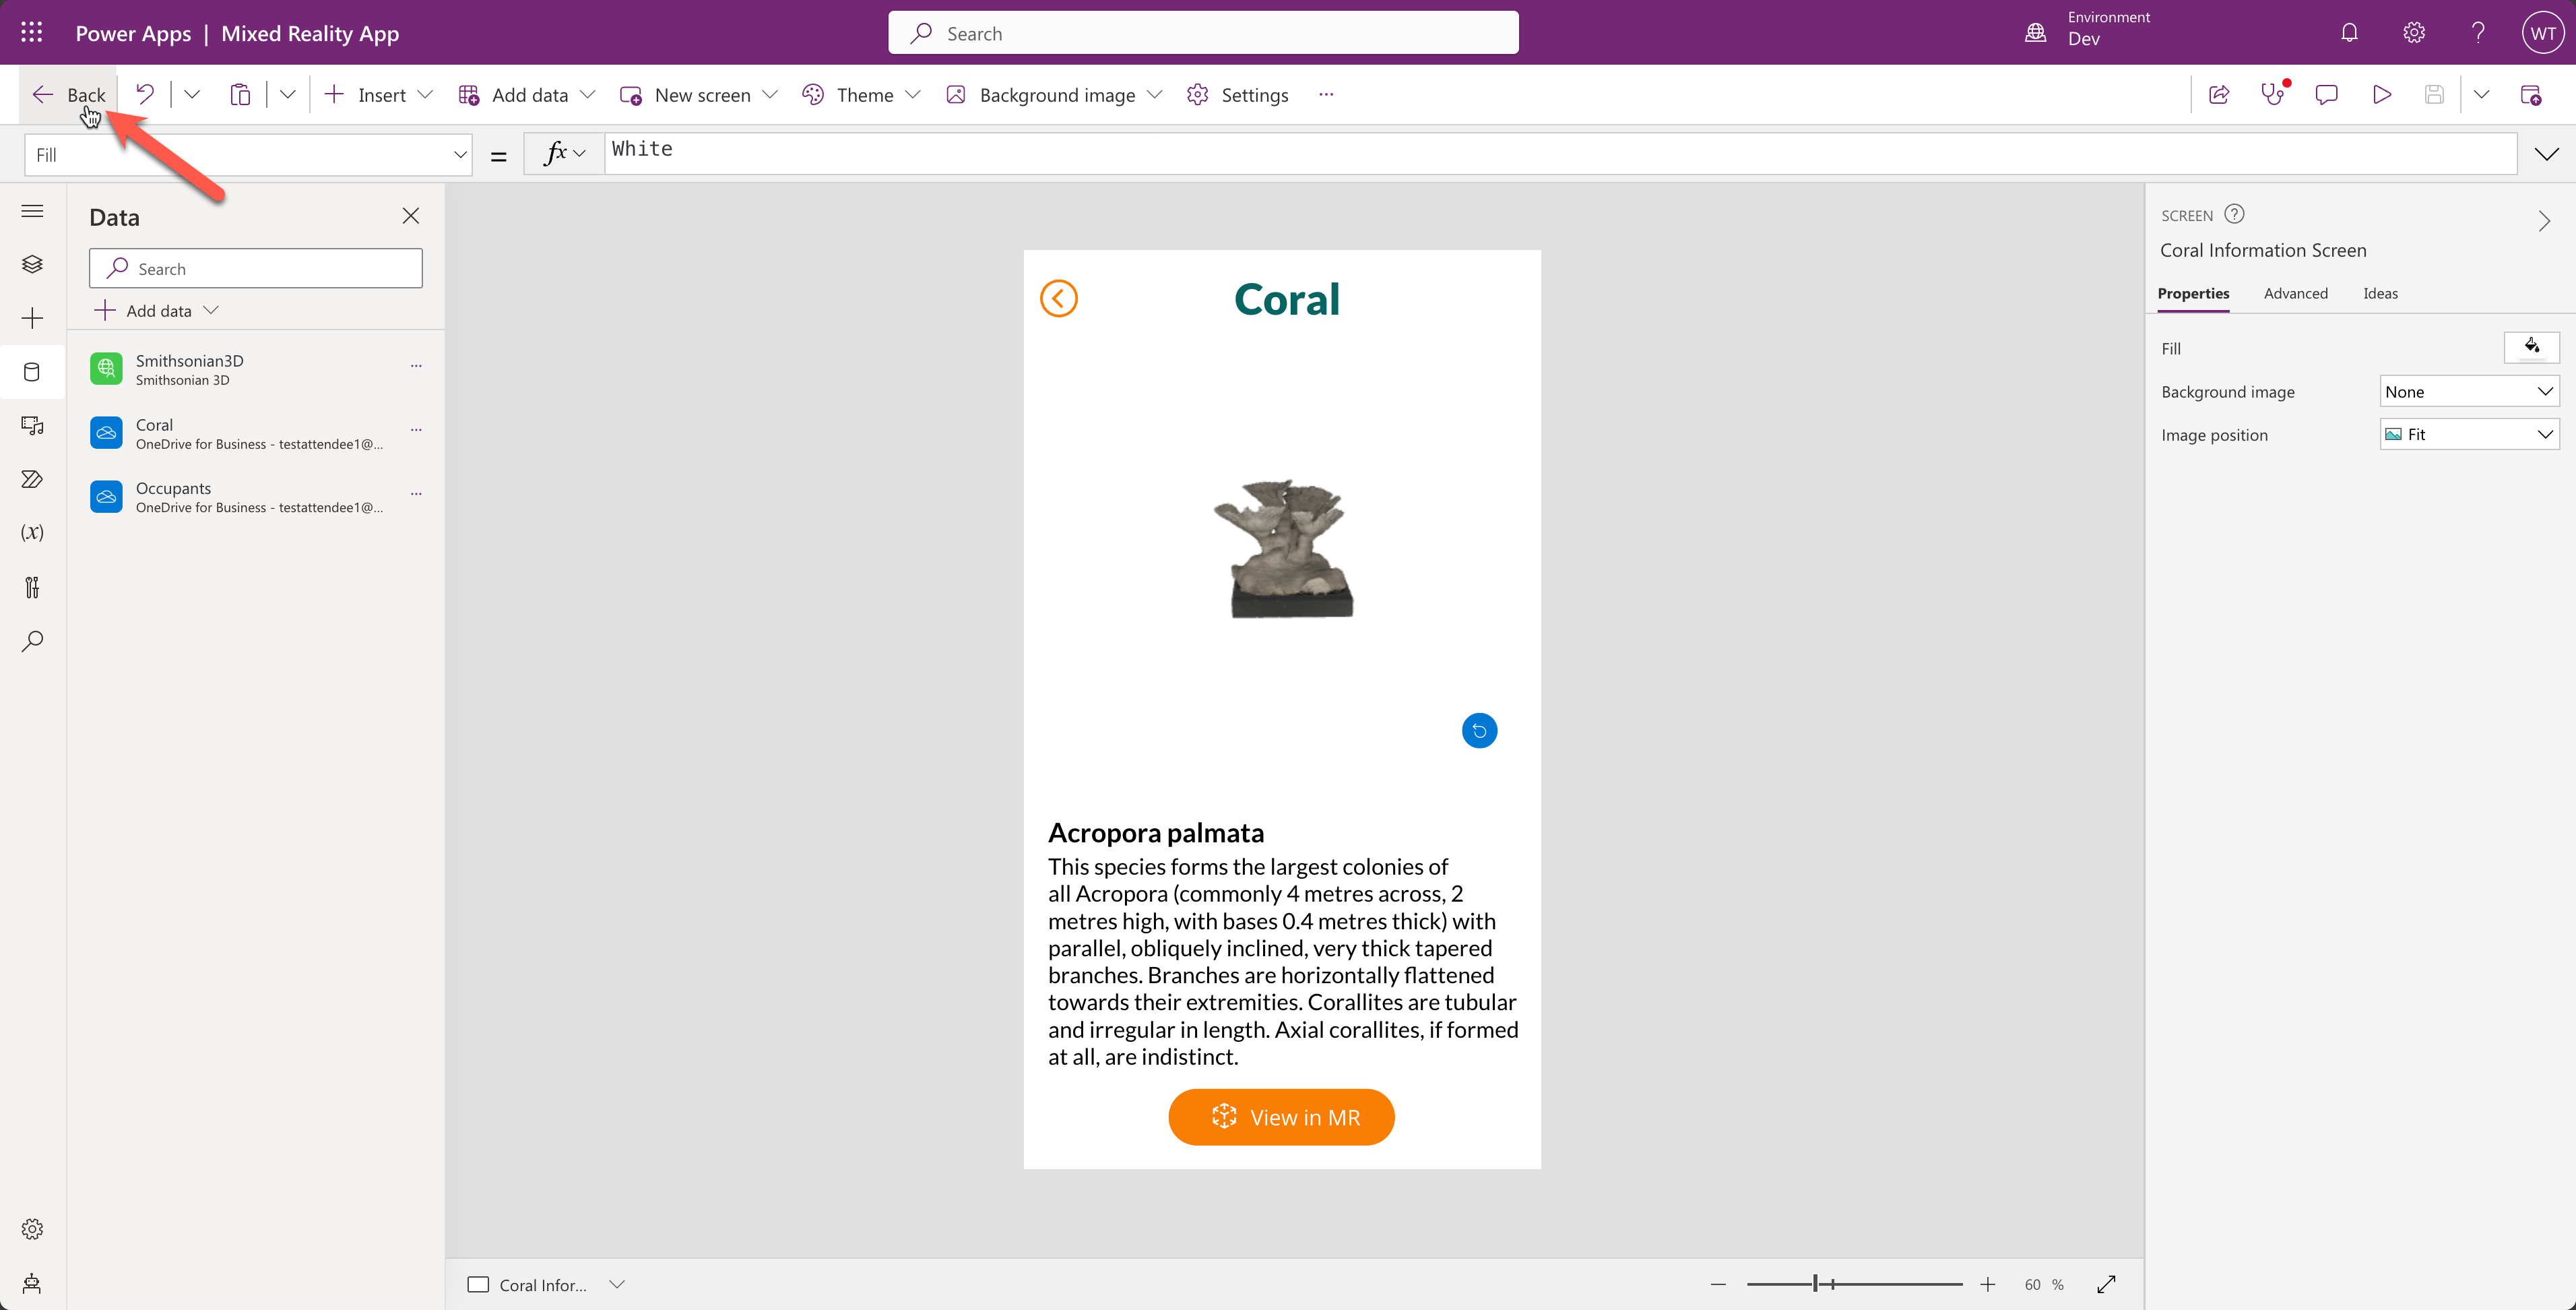 Power Apps | Mixed Reality App
Search
Environment
Dev
WT
Back
Insert
Add data
New screen
Theme
Background image
Settings
Fill
=
fx
White
Data
Search
Add data
Smithsonian3D
Smithsonian 3D
Coral
OneDrive for Business - testattendee1@...
Occupants
OneDrive for Business - testattendee1@...
(x)
Coral
Acropora palmata
This species forms the largest colonies of
all Acropora (commonly 4 metres across, 2
metres high, with bases 0.4 metres thick) with
parallel, obliquely inclined, very thick tapered
branches. Branches are horizontally flattened
towards their extremities. Corallites are tubular
and irregular in length. Axial corallites, if formed
at all, are indistinct.
View in MR
SCREEN
Coral Information Screen
Properties
Advanced
Ideas
Fill
Background image
None
Image position
Fit
Coral Infor...
60 %